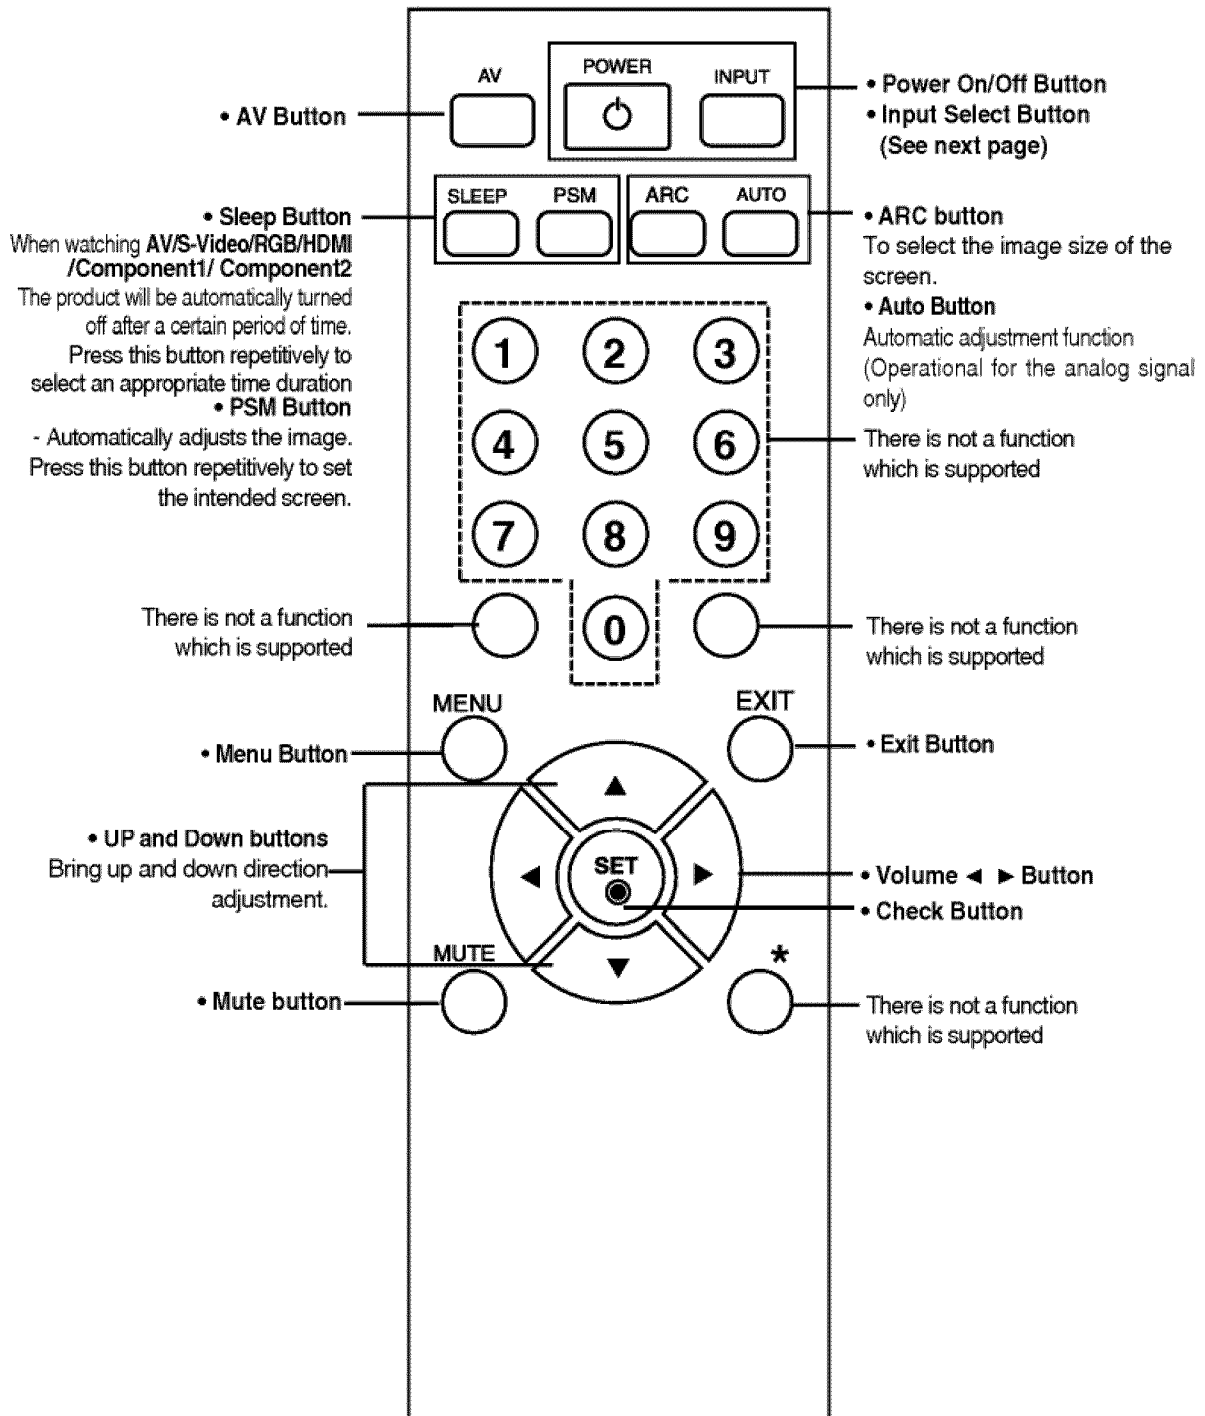 AV
POWER
INPUT
• AV Button
• Power On/Off Button
• Input Select Button
(See next page)
SLEEP
PSM
ARC
AUTO
• Sleep Button
When watching AV/S-Video/RGB/HDMI
/Component1/ Component2
The product will be automatically turned
off after a certain period of time.
Press this button repetitively to
select an appropriate time duration
• PSM Button
- Automatically adjusts the image.
Press this button repetitively to set
the intended screen.
• ARC button
To select the image size of the
screen.
• Auto Button
Automatic adjustment function
(Operational for the analog signal
only)
1 2 3
4 5 6
7 8 9
0
There is not a function
which is supported
There is not a function
which is supported
There is not a function
which is supported
MENU
EXIT
• Menu Button
• Exit Button
▲
◄ SET ►
▼
• UP and Down buttons
Bring up and down direction
adjustment.
• Volume ◄ ► Button
• Check Button
MUTE
*
• Mute button
There is not a function
which is supported